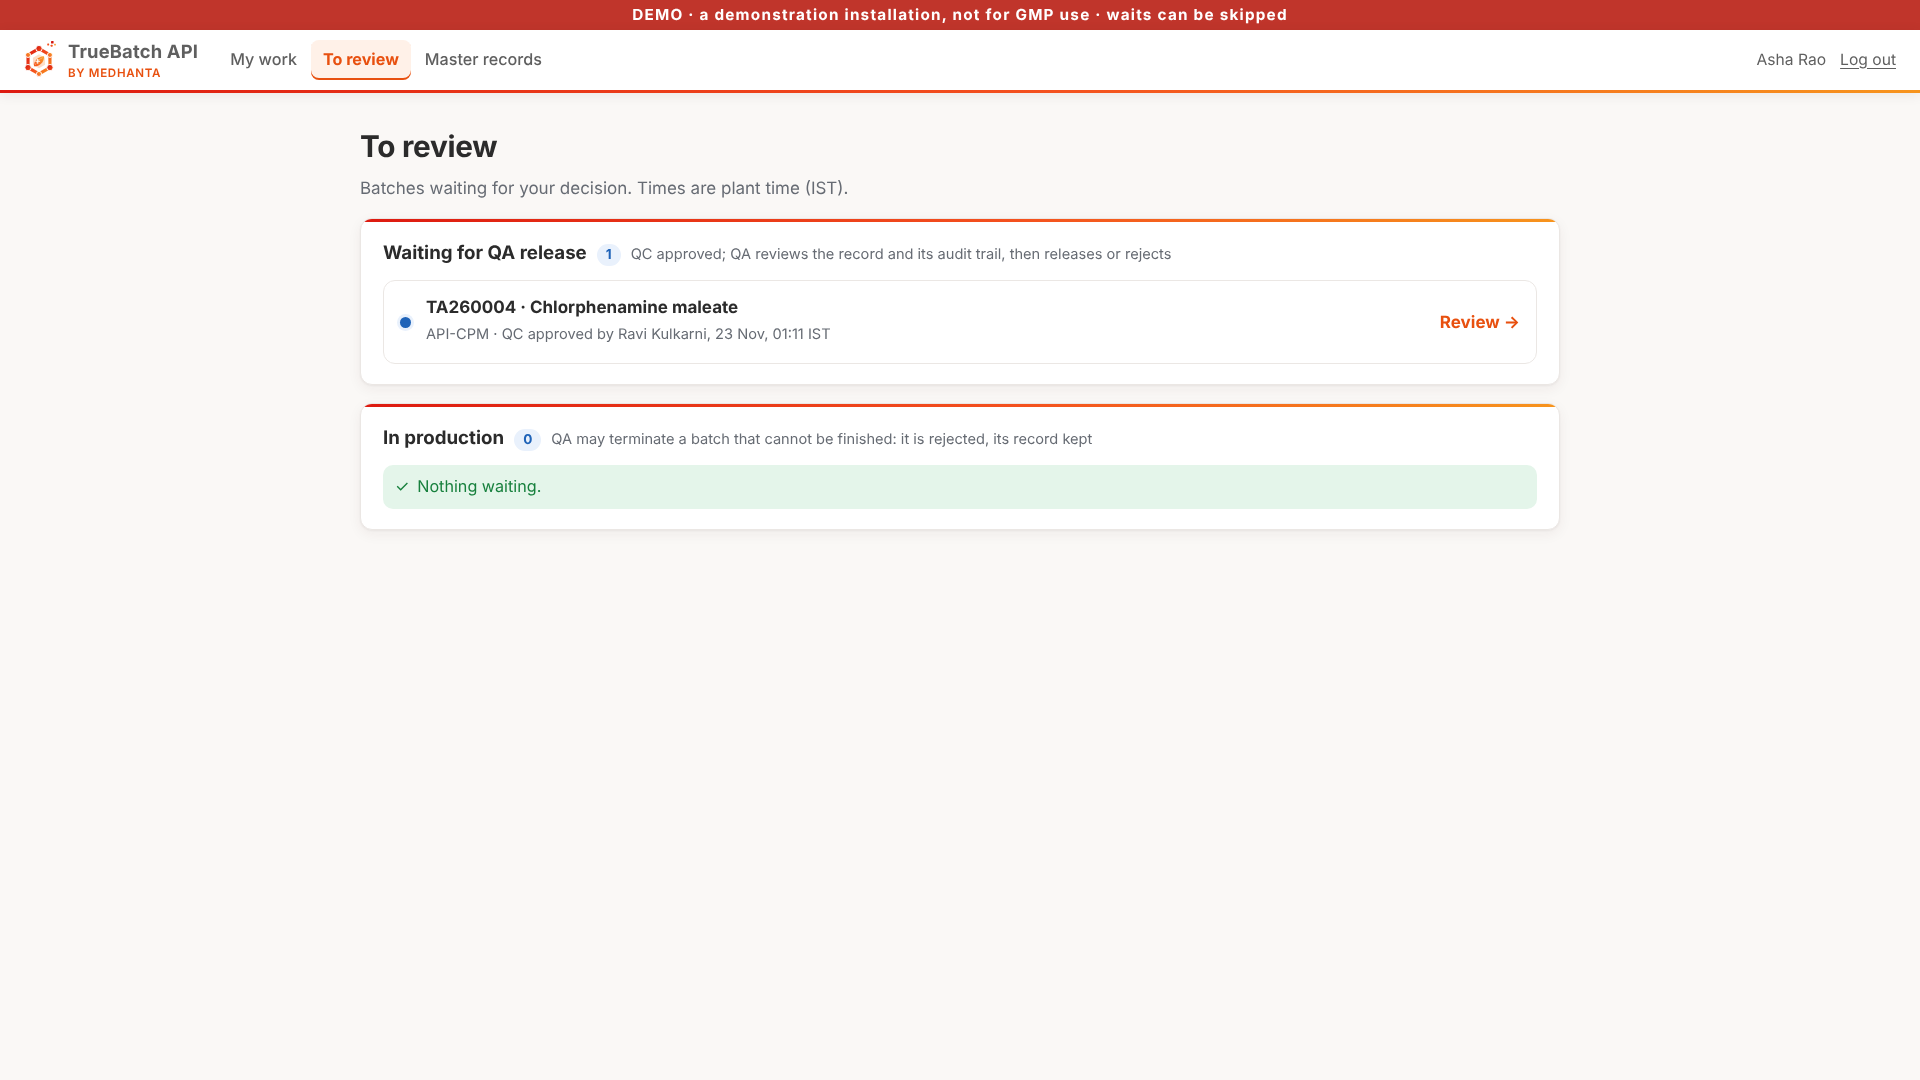 DEMO · a demonstration installation, not for GMP use · waits can be skipped
TrueBatch API
BY MEDHANTA
My work
To review
Master records
Asha Rao
Log out
To review
Batches waiting for your decision. Times are plant time (IST).
Waiting for QA release 1 QC approved; QA reviews the record and its audit trail, then releases or rejects
TA260004 · Chlorphenamine maleate
API-CPM · QC approved by Ravi Kulkarni, 23 Nov, 01:11 IST
Review →
In production 0 QA may terminate a batch that cannot be finished: it is rejected, its record kept
✓ Nothing waiting.